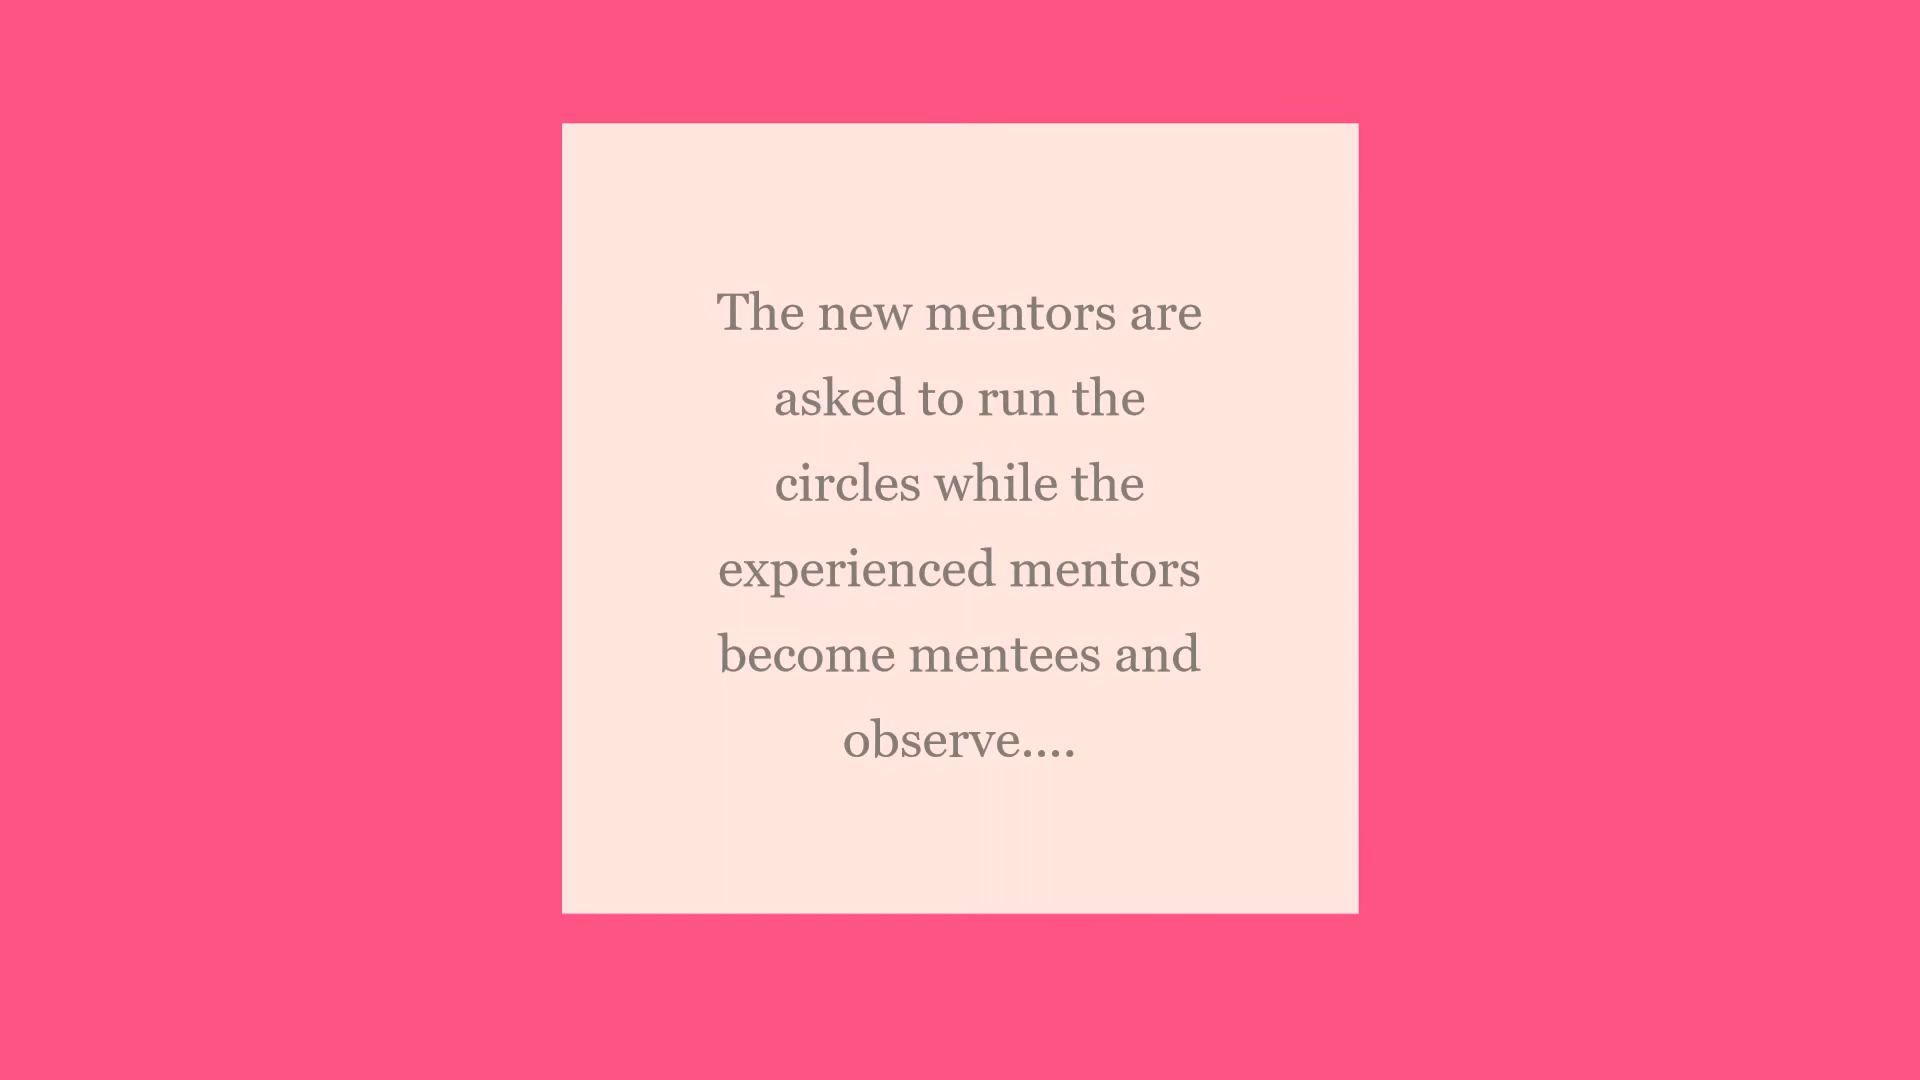 The new mentors are
asked to run the
circles while the
experienced mentors
become mentees and
observe....